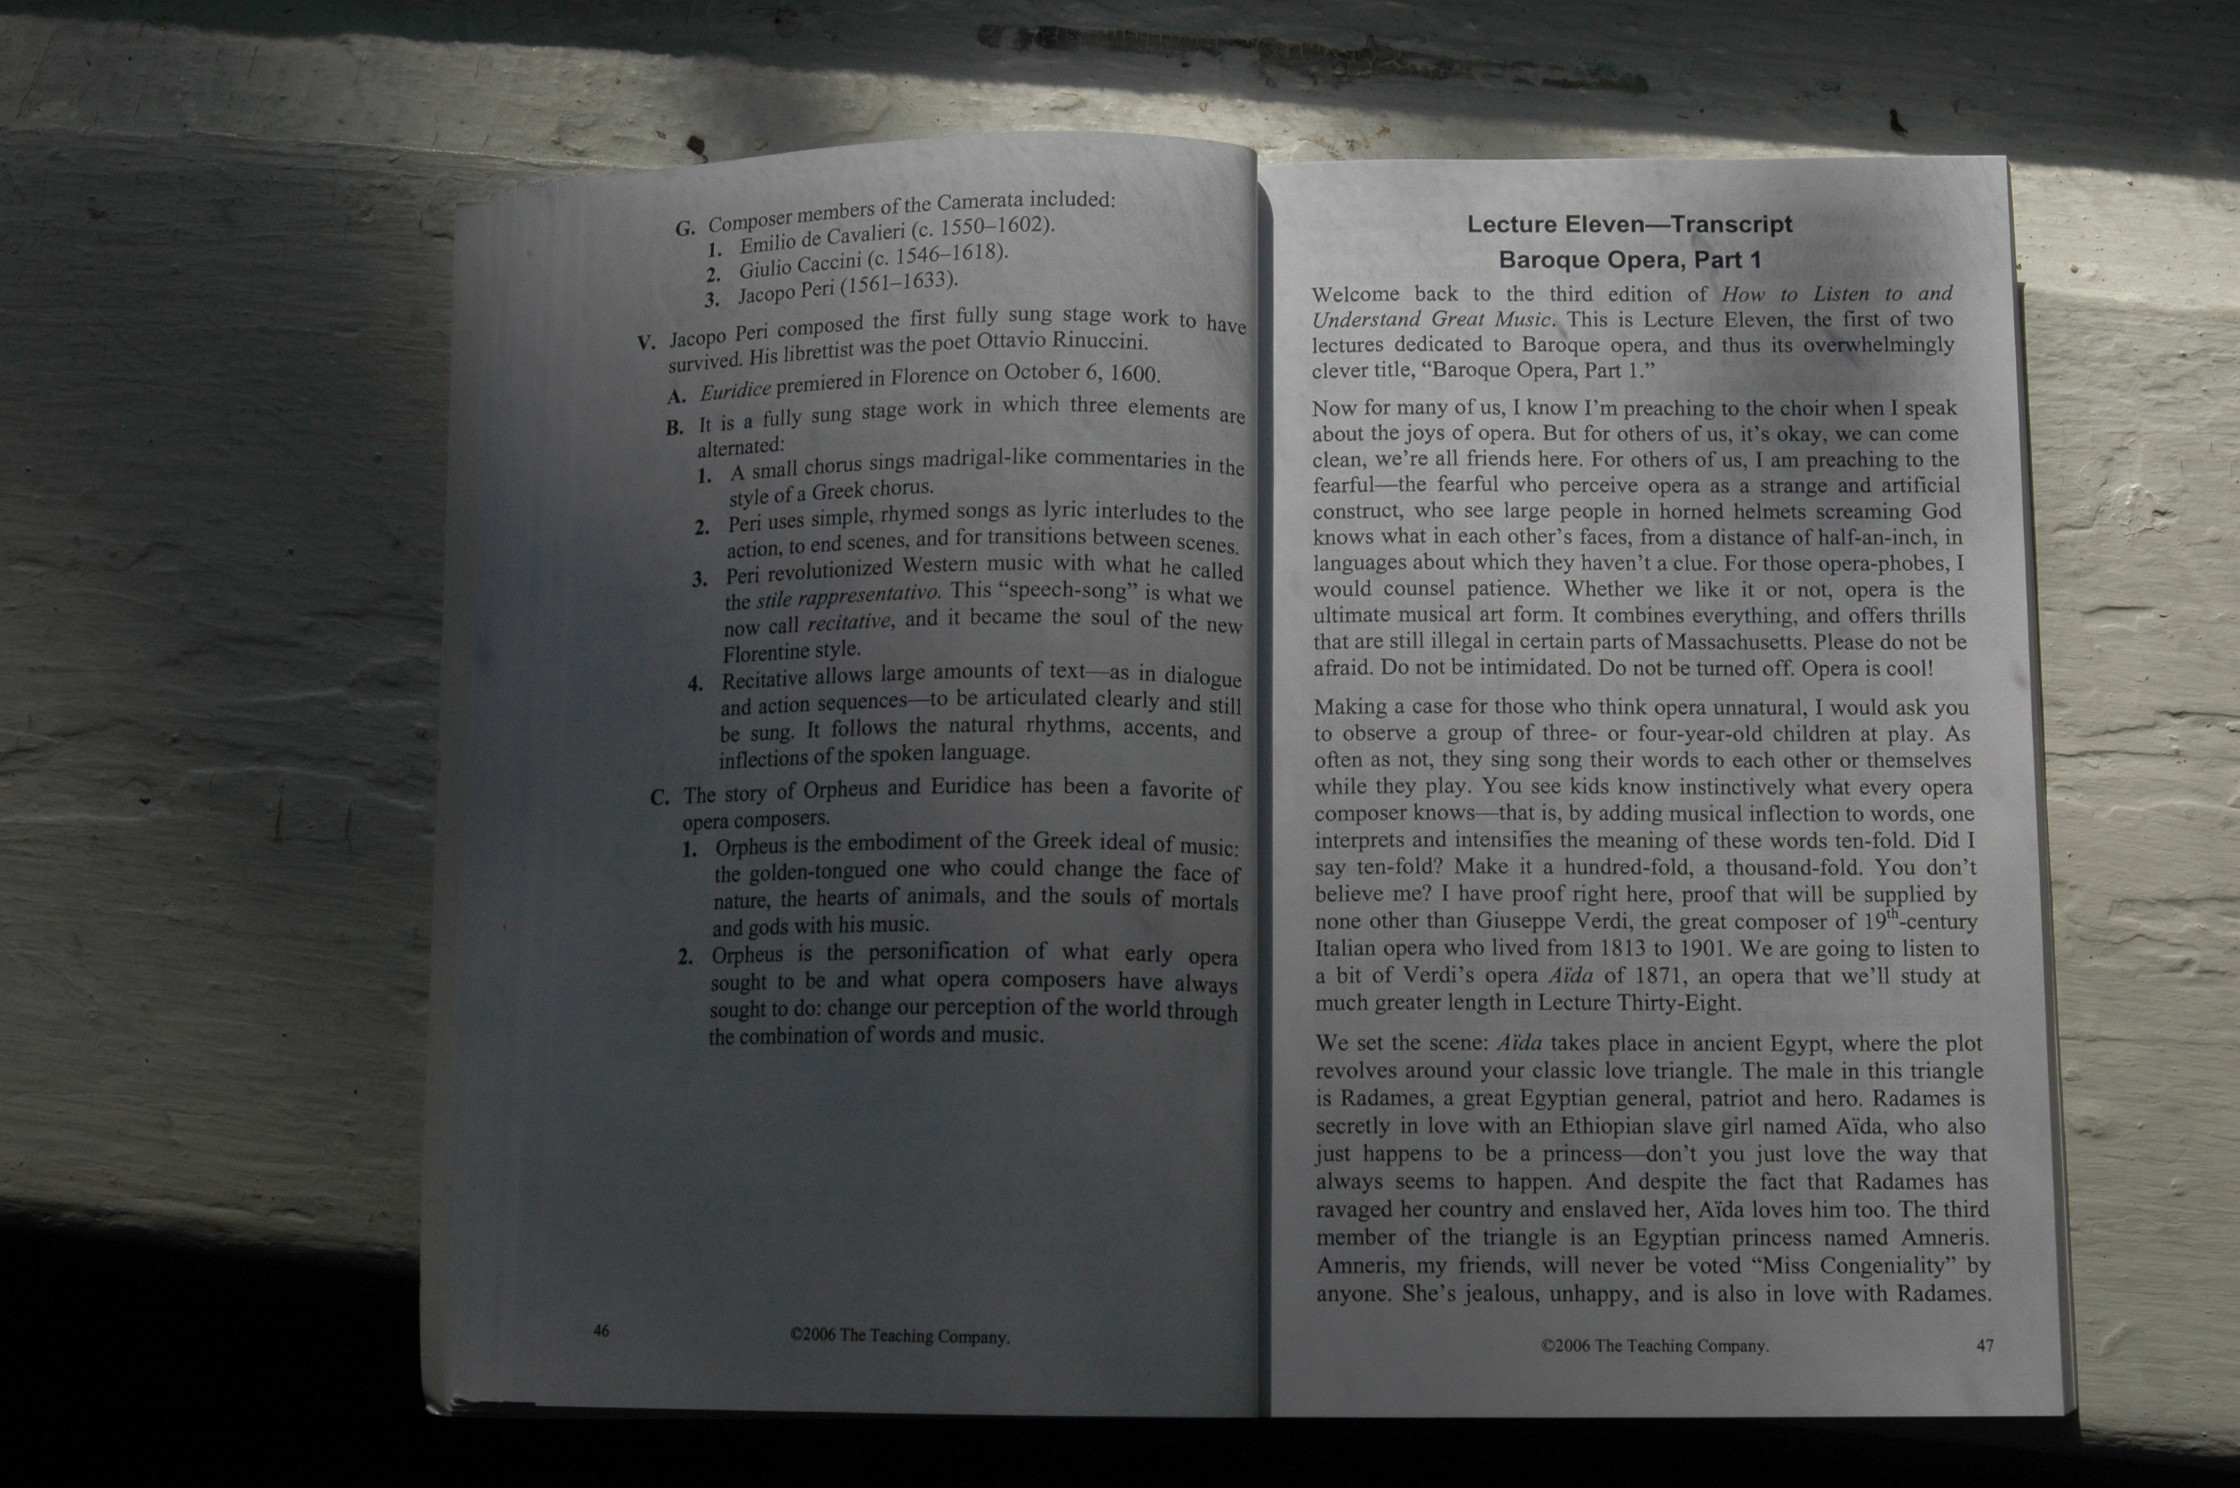 G. Composer members of the Camerata included:
1. Emilio de Cavalieri (c. 1550–1602).
2. Giulio Caccini (c. 1546–1618).
3. Jacopo Peri (1561–1633).
V. Jacopo Peri composed the first fully sung stage work to have
survived. His librettist was the poet Ottavio Rinuccini.
A. Euridice premiered in Florence on October 6, 1600.
B. It is a fully sung stage work in which three elements are
alternated:
1. A small chorus sings madrigal-like commentaries in the
style of a Greek chorus.
2. Peri uses simple, rhymed songs as lyric interludes to the
action, to end scenes, and for transitions between scenes.
3. Peri revolutionized Western music with what he called
the stile rappresentativo. This “speech-song” is what we
now call recitative, and it became the soul of the new
Florentine style.
4. Recitative allows large amounts of text—as in dialogue
and action sequences—to be articulated clearly and still
be sung. It follows the natural rhythms, accents, and
inflections of the spoken language.
C. The story of Orpheus and Euridice has been a favorite of
opera composers.
1. Orpheus is the embodiment of the Greek ideal of music:
the golden-tongued one who could change the face of
nature, the hearts of animals, and the souls of mortals
and gods with his music.
2. Orpheus is the personification of what early opera
sought to be and what opera composers have always
sought to do: change our perception of the world through
the combination of words and music.
46 ©2006 The Teaching Company.
Lecture Eleven—Transcript
Baroque Opera, Part 1
Welcome back to the third edition of How to Listen to and
Understand Great Music. This is Lecture Eleven, the first of two
lectures dedicated to Baroque opera, and thus its overwhelmingly
clever title, “Baroque Opera, Part 1.”
Now for many of us, I know I’m preaching to the choir when I speak
about the joys of opera. But for others of us, it’s okay, we can come
clean, we’re all friends here. For others of us, I am preaching to the
fearful—the fearful who perceive opera as a strange and artificial
construct, who see large people in horned helmets screaming God
knows what in each other’s faces, from a distance of half-an-inch, in
languages about which they haven’t a clue. For those opera-phobes, I
would counsel patience. Whether we like it or not, opera is the
ultimate musical art form. It combines everything, and offers thrills
that are still illegal in certain parts of Massachusetts. Please do not be
afraid. Do not be intimidated. Do not be turned off. Opera is cool!
Making a case for those who think opera unnatural, I would ask you
to observe a group of three- or four-year-old children at play. As
often as not, they sing song their words to each other or themselves
while they play. You see kids know instinctively what every opera
composer knows—that is, by adding musical inflection to words, one
interprets and intensifies the meaning of these words ten-fold. Did I
say ten-fold? Make it a hundred-fold, a thousand-fold. You don’t
believe me? I have proof right here, proof that will be supplied by
none other than Giuseppe Verdi, the great composer of 19th-century
Italian opera who lived from 1813 to 1901. We are going to listen to
a bit of Verdi’s opera Aïda of 1871, an opera that we’ll study at
much greater length in Lecture Thirty-Eight.
We set the scene: Aïda takes place in ancient Egypt, where the plot
revolves around your classic love triangle. The male in this triangle
is Radames, a great Egyptian general, patriot and hero. Radames is
secretly in love with an Ethiopian slave girl named Aïda, who also
just happens to be a princess—don’t you just love the way that
always seems to happen. And despite the fact that Radames has
ravaged her country and enslaved her, Aïda loves him too. The third
member of the triangle is an Egyptian princess named Amneris.
Amneris, my friends, will never be voted “Miss Congeniality” by
anyone. She’s jealous, unhappy, and is also in love with Radames.
©2006 The Teaching Company. 47